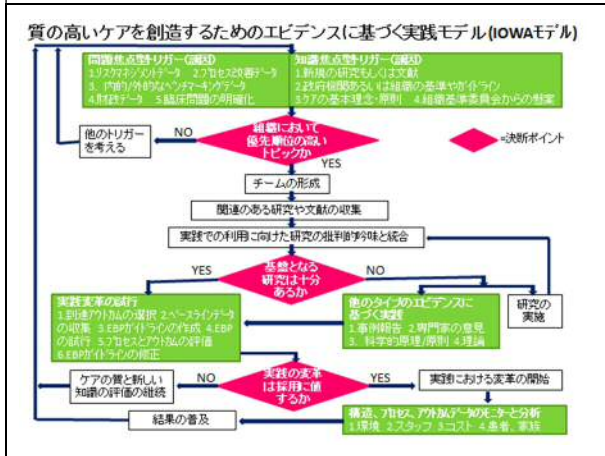 質の高いケアを創造するためのエビデンスに基づく実践モデル(IOWAモデル)
問題焦点型トリガー(誘因)
1.リスクマネジメントデータ 2.プロセス改善データ
3. 内的/外的なベンチマーキングデータ
4.財政データ 5.臨床問題の明確化
知識焦点型トリガー(誘因)
1.新規の研究もしくは文献
2.政府機関あるいは組織の基準やガイドライン
3.ケアの基本理念・原則 4.組織基準委員会からの
他のトリガー
を考える
NO
組織において
優先順位の高い
トピックか
=決断ポイント
YES
チームの形成
関連のある研究や文献の収集
実践での利用に向けた研究の批判的吟味と統合
YES
基盤となる
研究は十分
あるか
NO
実践変革の試行
1.到達アウトカムの選択 2.ベースラインデータ
の収集 3.EBPガイドラインの作成 4.EBP
の試行 5.プロセスとアウトカムの評価
6.EBPガイドラインの修正
他のタイプのエビデンスに
基づく実践
1.事例報告 2.専門家の意見
3. 科学的原理/原則 4.理論
研究の
実施
ケアの質と新しい
知識の評価の継続
NO
実践の変革
は採用に値
するか
YES
実践における変革の開始
結果の普及
構造、プロセス、アウトカムデータのモニターと分析
1.環境 2.スタッフ 3.コスト 4.患者、家族